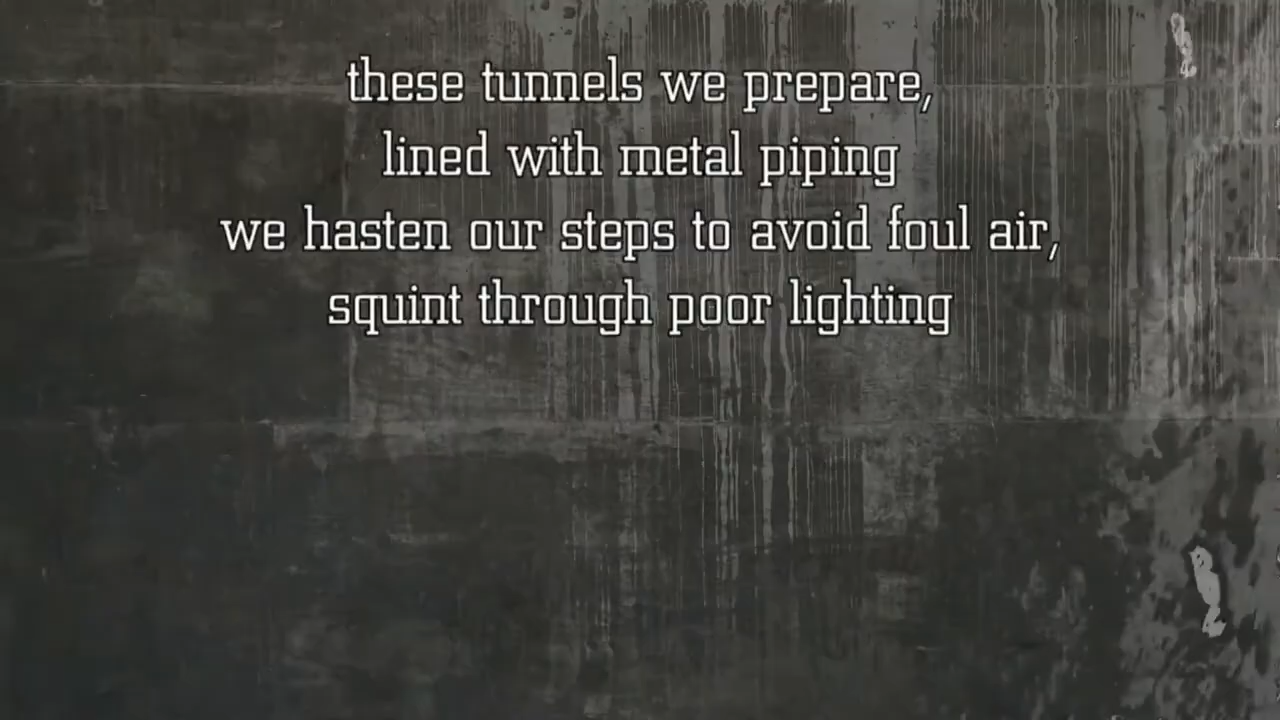 these tunnels we prepare,
lined with metal piping
we hasten our steps to avoid foul air,
squint through poor lighting